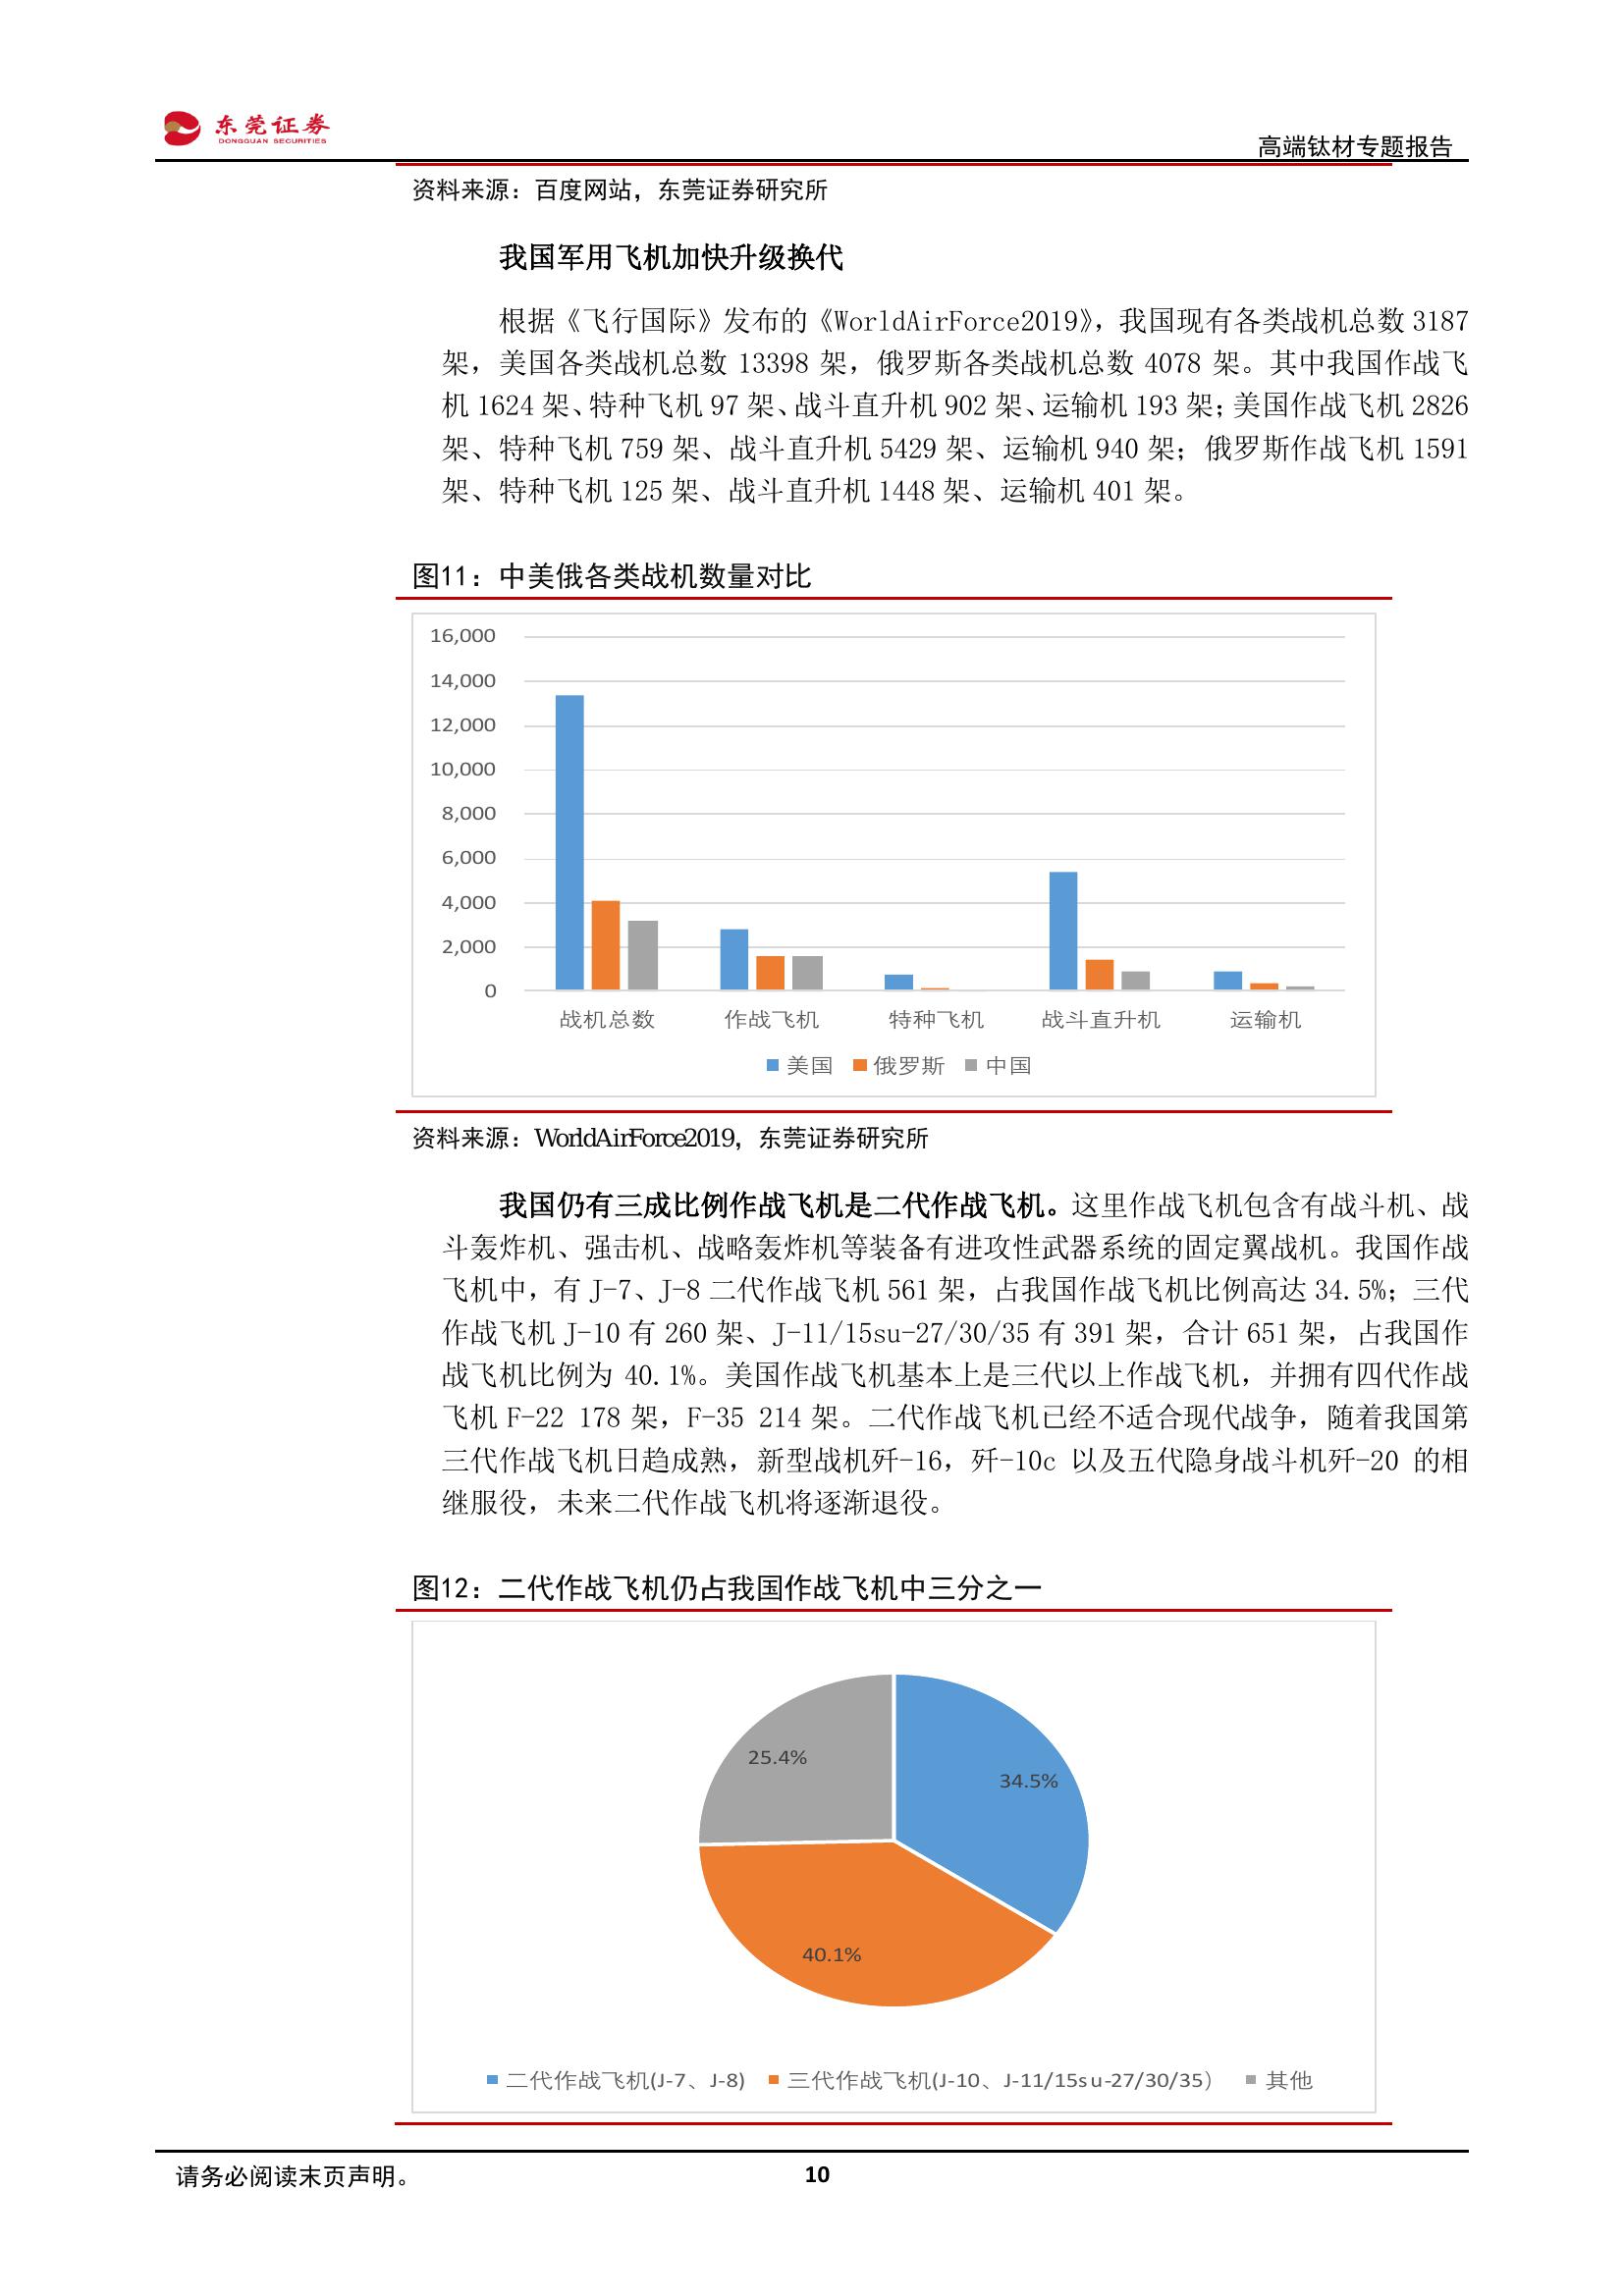 东莞证券
DONGGUAN SECURITIES
高端钛材专题报告
资料来源：百度网站，东莞证券研究所
我国军用飞机加快升级换代
根据《飞行国际》发布的《WorldAirForce2019》，我国现有各类战机总数 3187
架，美国各类战机总数 13398 架，俄罗斯各类战机总数 4078 架。其中我国作战飞
机 1624 架、特种飞机 97 架、战斗直升机 902 架、运输机 193 架；美国作战飞机 2826
架、特种飞机 759 架、战斗直升机 5429 架、运输机 940 架；俄罗斯作战飞机 1591
架、特种飞机 125 架、战斗直升机 1448 架、运输机 401 架。
图11：中美俄各类战机数量对比
16,000
14,000
12,000
10,000
8,000
6,000
4,000
2,000
0
战机总数 作战飞机 特种飞机 战斗直升机 运输机
美国 俄罗斯 中国
资料来源：WorldAirForce2019，东莞证券研究所
我国仍有三成比例作战飞机是二代作战飞机。这里作战飞机包含有战斗机、战
斗轰炸机、强击机、战略轰炸机等装备有进攻性武器系统的固定翼战机。我国作战
飞机中，有 J-7、J-8 二代作战飞机 561 架，占我国作战飞机比例高达 34.5%；三代
作战飞机 J-10 有 260 架、J-11/15su-27/30/35 有 391 架，合计 651 架，占我国作
战飞机比例为 40.1%。美国作战飞机基本上是三代以上作战飞机，并拥有四代作战
飞机 F-22 178 架，F-35 214 架。二代作战飞机已经不适合现代战争，随着我国第
三代作战飞机日趋成熟，新型战机歼-16，歼-10c 以及五代隐身战斗机歼-20 的相
继服役，未来二代作战飞机将逐渐退役。
图12：二代作战飞机仍占我国作战飞机中三分之一
25.4%
34.5%
40.1%
二代作战飞机(J-7、J-8) 三代作战飞机(J-10、J-11/15su-27/30/35） 其他
请务必阅读末页声明。
10